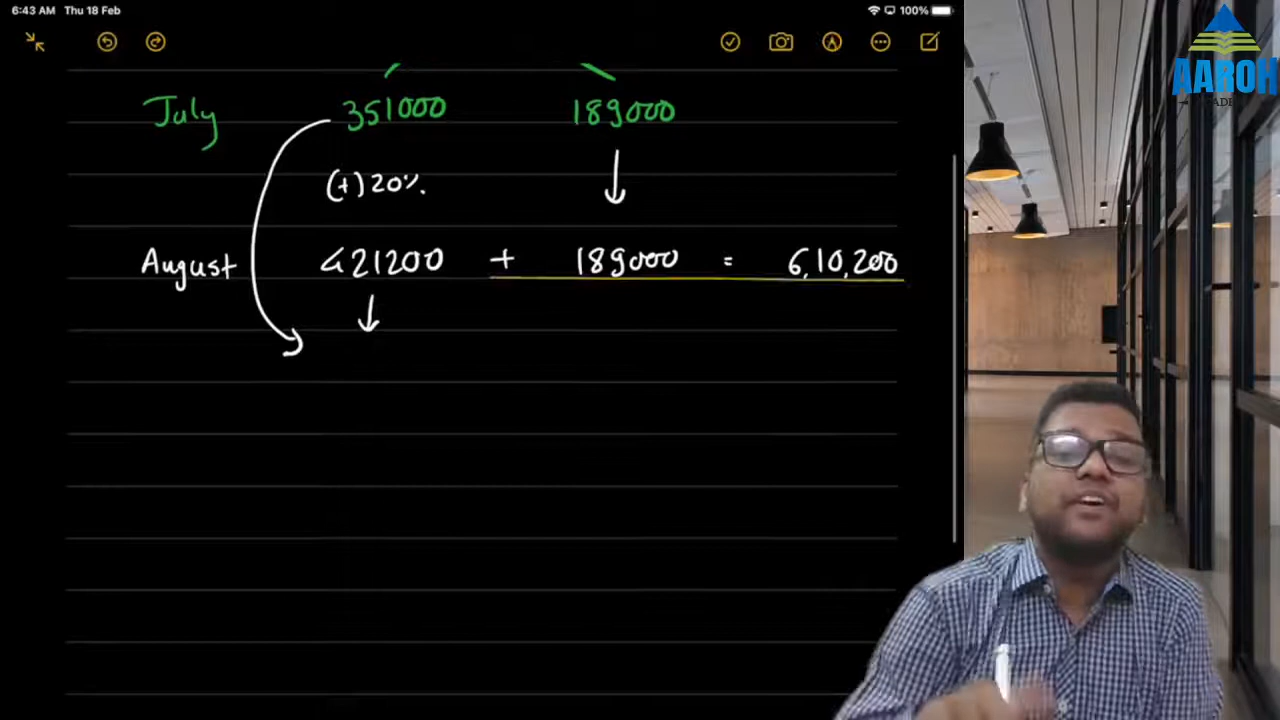 6:43 AM Thu 18 Feb 100%
AAROH
July 351000 189000
(+) 20%.
August 421200 + 189000 = 6,10,200